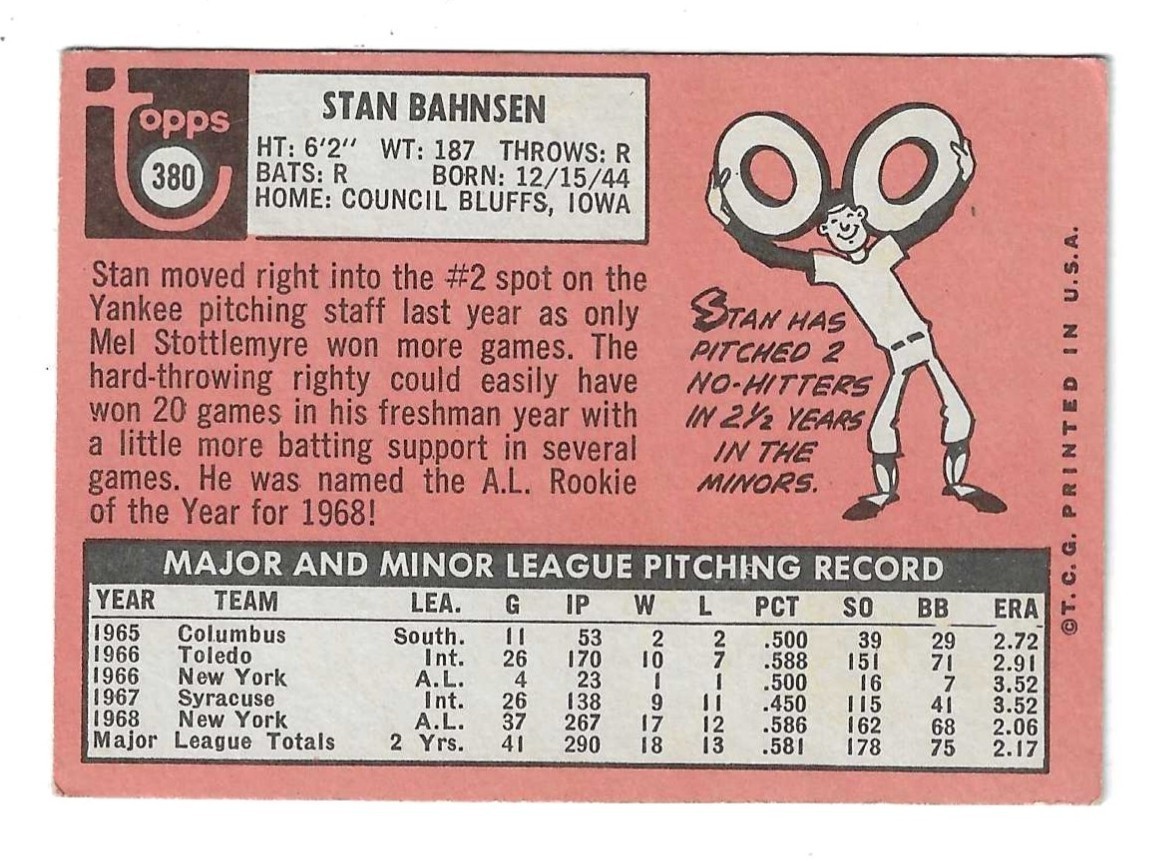 Topps
380
STAN BAHNSEN
HT: 6'2" WT: 187 THROWS: R
BATS: R BORN: 12/15/44
HOME: COUNCIL BLUFFS, IOWA
Stan moved right into the #2 spot on the
Yankee pitching staff last year as only
Mel Stottlemyre won more games. The
hard-throwing righty could easily have
won 20 games in his freshman year with
a little more batting support in several
games. He was named the A.L. Rookie
of the Year for 1968!
STAN HAS
PITCHED 2
NO-HITTERS
IN 2½ YEARS
IN THE
MINORS.
©T. C. G. PRINTED IN U.S.A.
MAJOR AND MINOR LEAGUE PITCHING RECORD
YEAR TEAM LEA. G IP W L PCT SO BB ERA
1965 Columbus South. 11 53 2 2 .500 39 29 2.72
1966 Toledo Int. 26 170 10 7 .588 151 71 2.91
1966 New York A.L. 4 23 1 1 .500 16 7 3.52
1967 Syracuse Int. 26 138 9 11 .450 115 41 3.52
1968 New York A.L. 37 267 17 12 .586 162 68 2.06
Major League Totals 2 Yrs. 41 290 18 13 .581 178 75 2.17